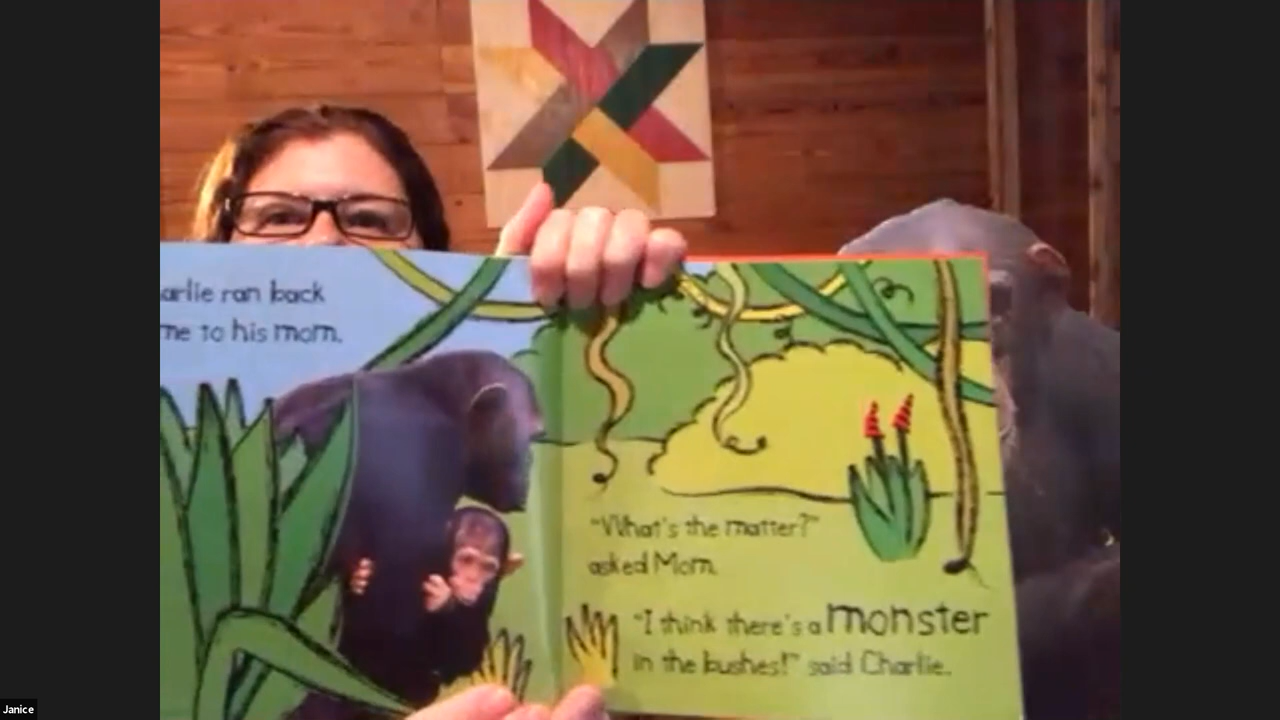 arlie ran back
me to his mom.
"What's the matter?"
asked Mom.
"I think there's a monster
in the bushes!" said Charlie.
Janice